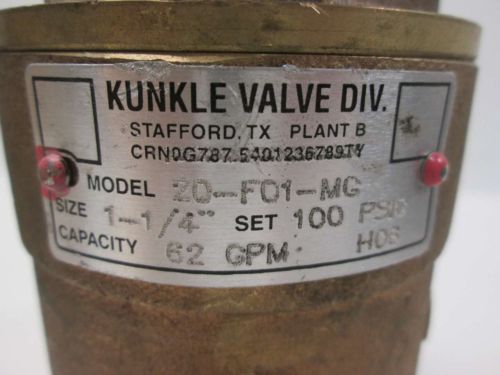 KUNKLE VALVE DIV.
STAFFORD, TX PLANT B
CRN0G787.5401236789TY
MODEL 20-F01-MG
SIZE 1-1/4" SET 100 PSIG
CAPACITY 62 GPM H06